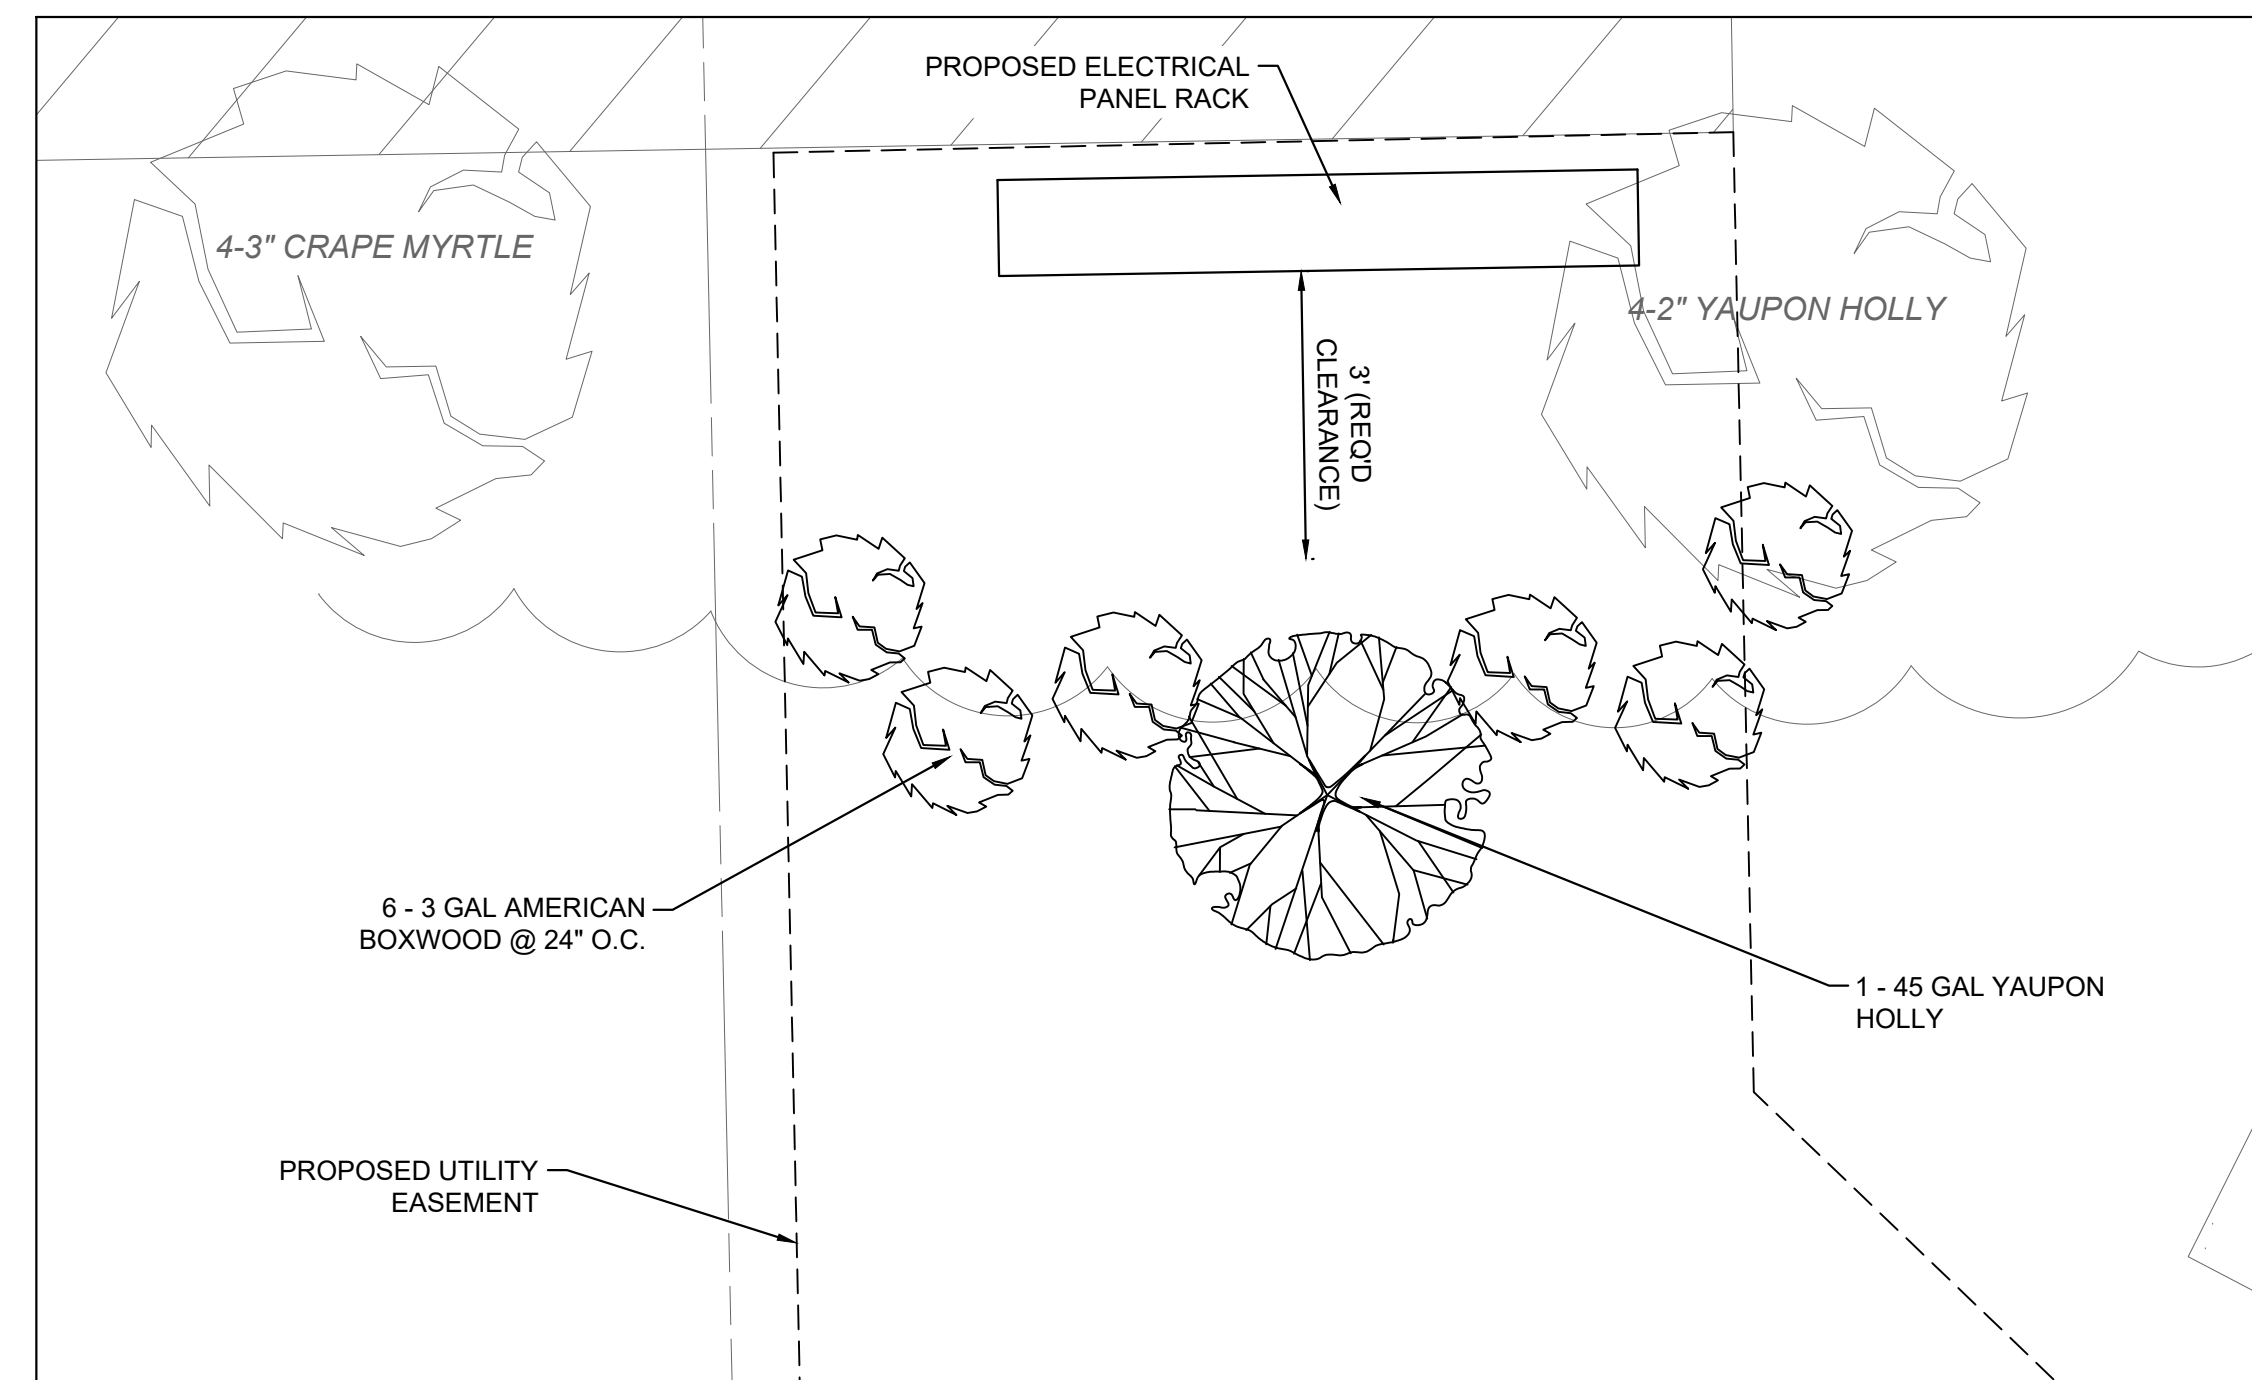 PROPOSED ELECTRICAL
PANEL RACK
4-3" CRAPE MYRTLE
4-2" YAUPON HOLLY
3' (REQ'D
CLEARANCE)
6 - 3 GAL AMERICAN
BOXWOOD @ 24" O.C.
1 - 45 GAL YAUPON
HOLLY
PROPOSED UTILITY
EASEMENT